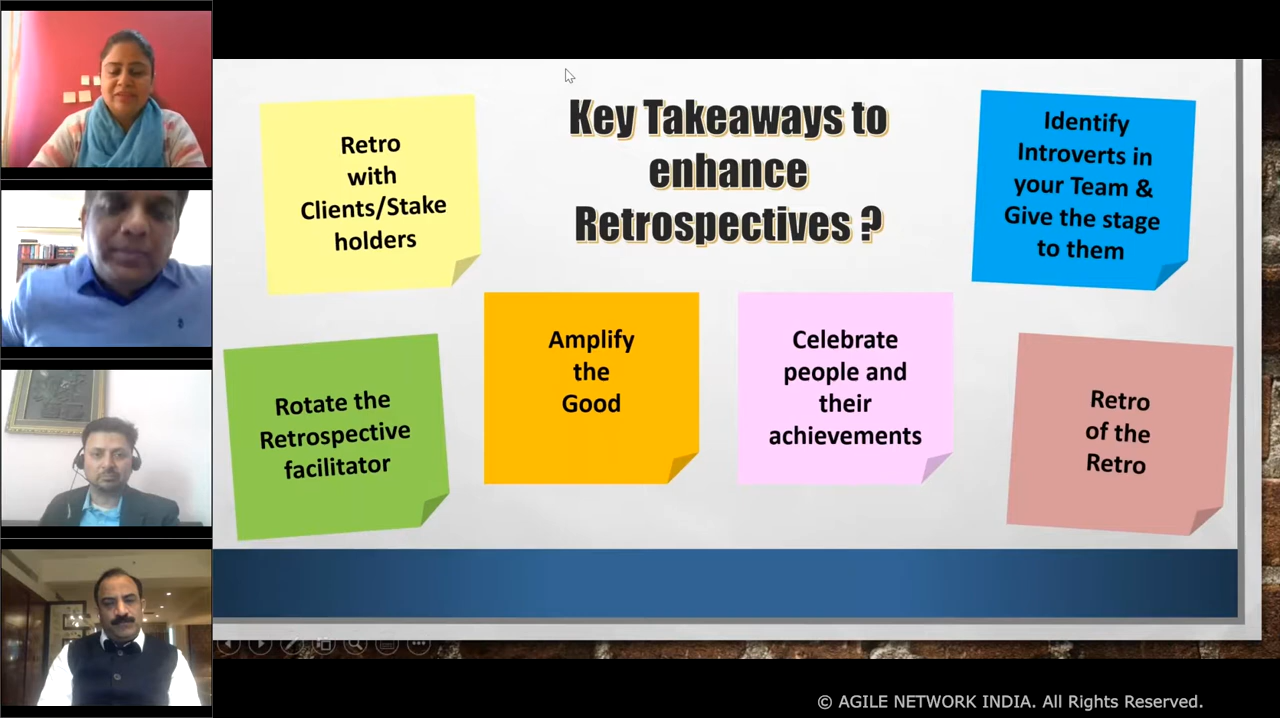 Key Takeaways to
enhance
Retrospectives ?
Retro
with
Clients/Stake
holders
Identify
Introverts in
your Team &
Give the stage
to them
Rotate the
Retrospective
facilitator
Amplify
the
Good
Celebrate
people and
their
achievements
Retro
of the
Retro
© AGILE NETWORK INDIA. All Rights Reserved.